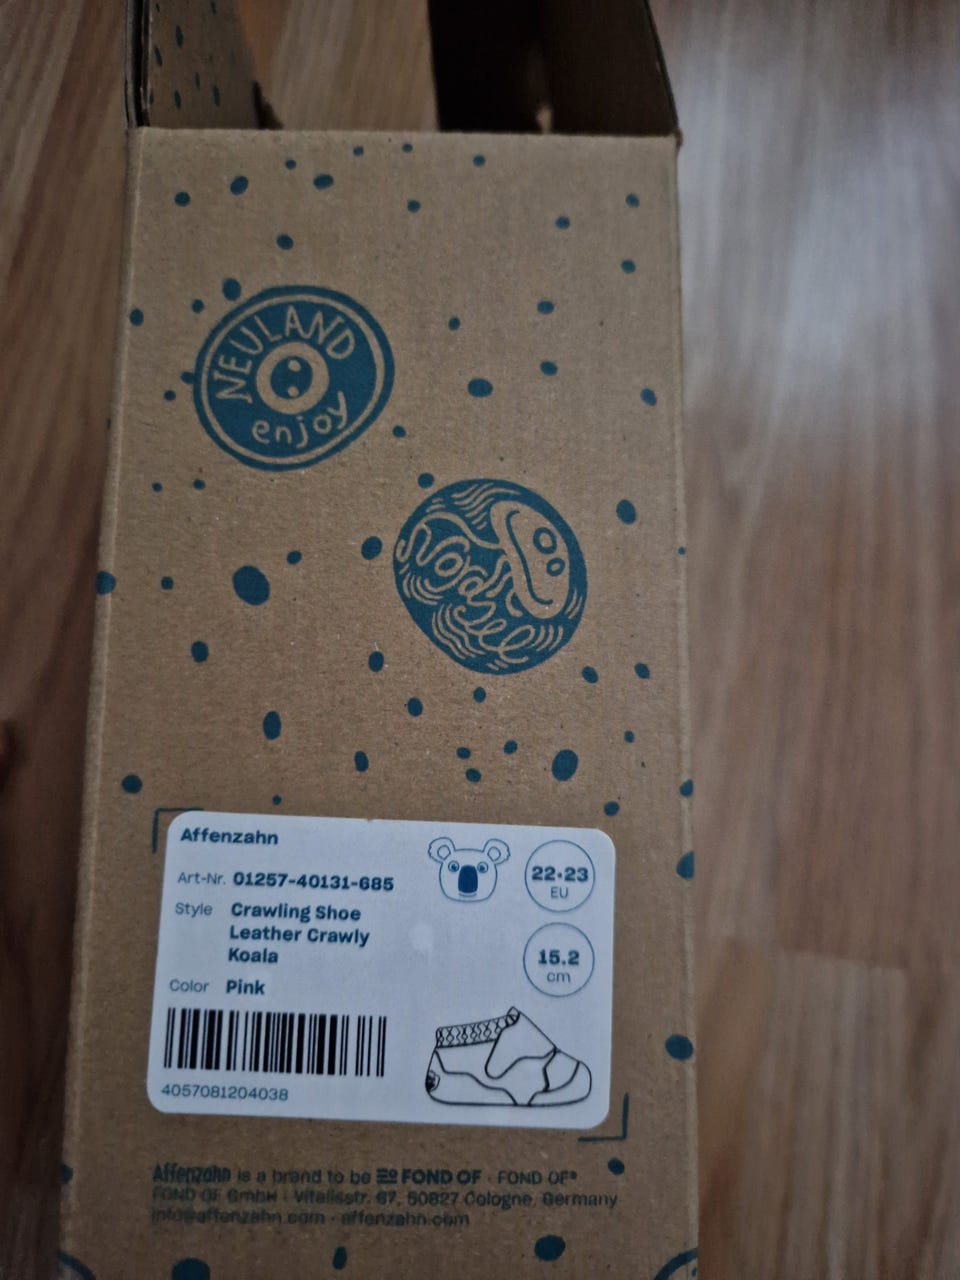 NEULAND
enjoy
Nordsee
Affenzahn
Art-Nr. 01257-40131-685
22-23
EU
Style Crawling Shoe
Leather Crawly
Koala
15.2
cm
Color Pink
4057081204038
Affenzahn is a brand to be FOND OF · FOND OF®
FOND OF GmbH · Vitalisstr. 67, 50827 Cologne, Germany
info@affenzahn.com · affenzahn.com